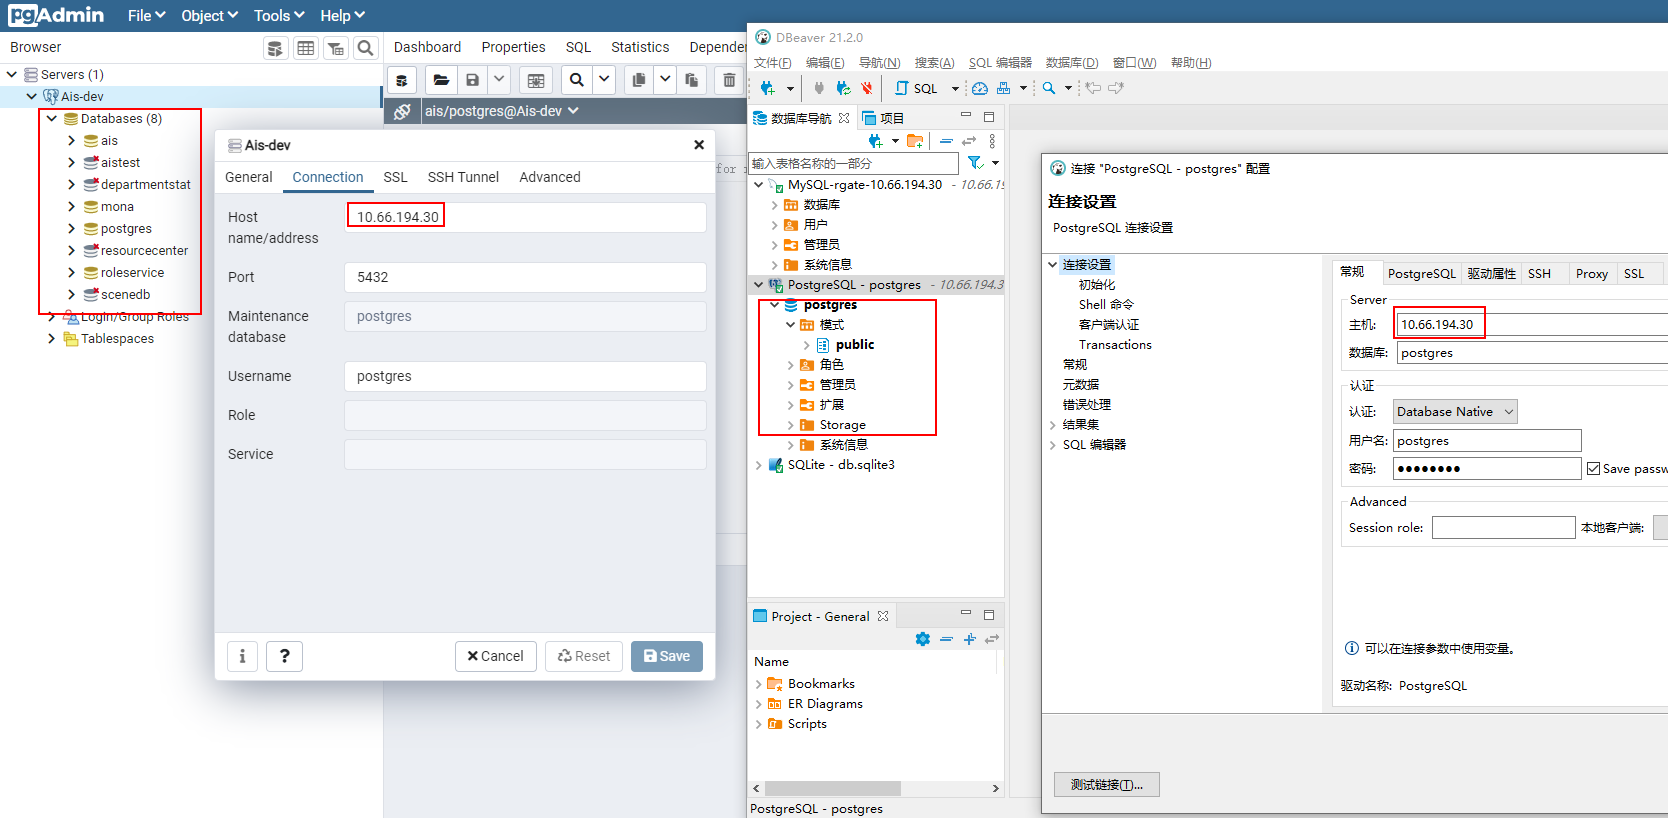 pgAdmin File Object Tools Help
Browser
Dashboard Properties SQL Statistics Depender
Servers (1)
Ais-dev
ais/postgres@Ais-dev
Databases (8)
ais
aistest
departmentstat
mona
postgres
resourcecenter
roleservice
scenedb
Login/Group Roles
Tablespaces
for
Ais-dev
General Connection SSL SSH Tunnel Advanced
Host name/address 10.66.194.30
Port 5432
Maintenance database postgres
Username postgres
Role
Service
i ? Cancel Reset Save
DBeaver 21.2.0
文件(F) 编辑(E) 导航(N) 搜索(A) SQL 编辑器 数据库(D) 窗口(W) 帮助(H)
SQL
数据库导航 项目
输入表格名称的一部分
MySQL-rgate-10.66.194.30 - 10.66.19
数据库
用户
管理员
系统信息
PostgreSQL - postgres - 10.66.194.3
postgres
模式
public
角色
管理员
扩展
Storage
系统信息
SQLite - db.sqlite3
Project - General
Name
Bookmarks
ER Diagrams
Scripts
PostgreSQL - postgres
连接 "PostgreSQL - postgres" 配置
连接设置
PostgreSQL 连接设置
连接设置
初始化
Shell 命令
客户端认证
Transactions
常规
元数据
错误处理
结果集
SQL 编辑器
常规 PostgreSQL 驱动属性 SSH Proxy SSL
Server
主机: 10.66.194.30
数据库: postgres
认证
认证: Database Native
用户名: postgres
密码: ●●●●●●●● Save passw
Advanced
Session role: 本地客户端:
可以在连接参数中使用变量。
驱动名称: PostgreSQL
测试链接(T)...